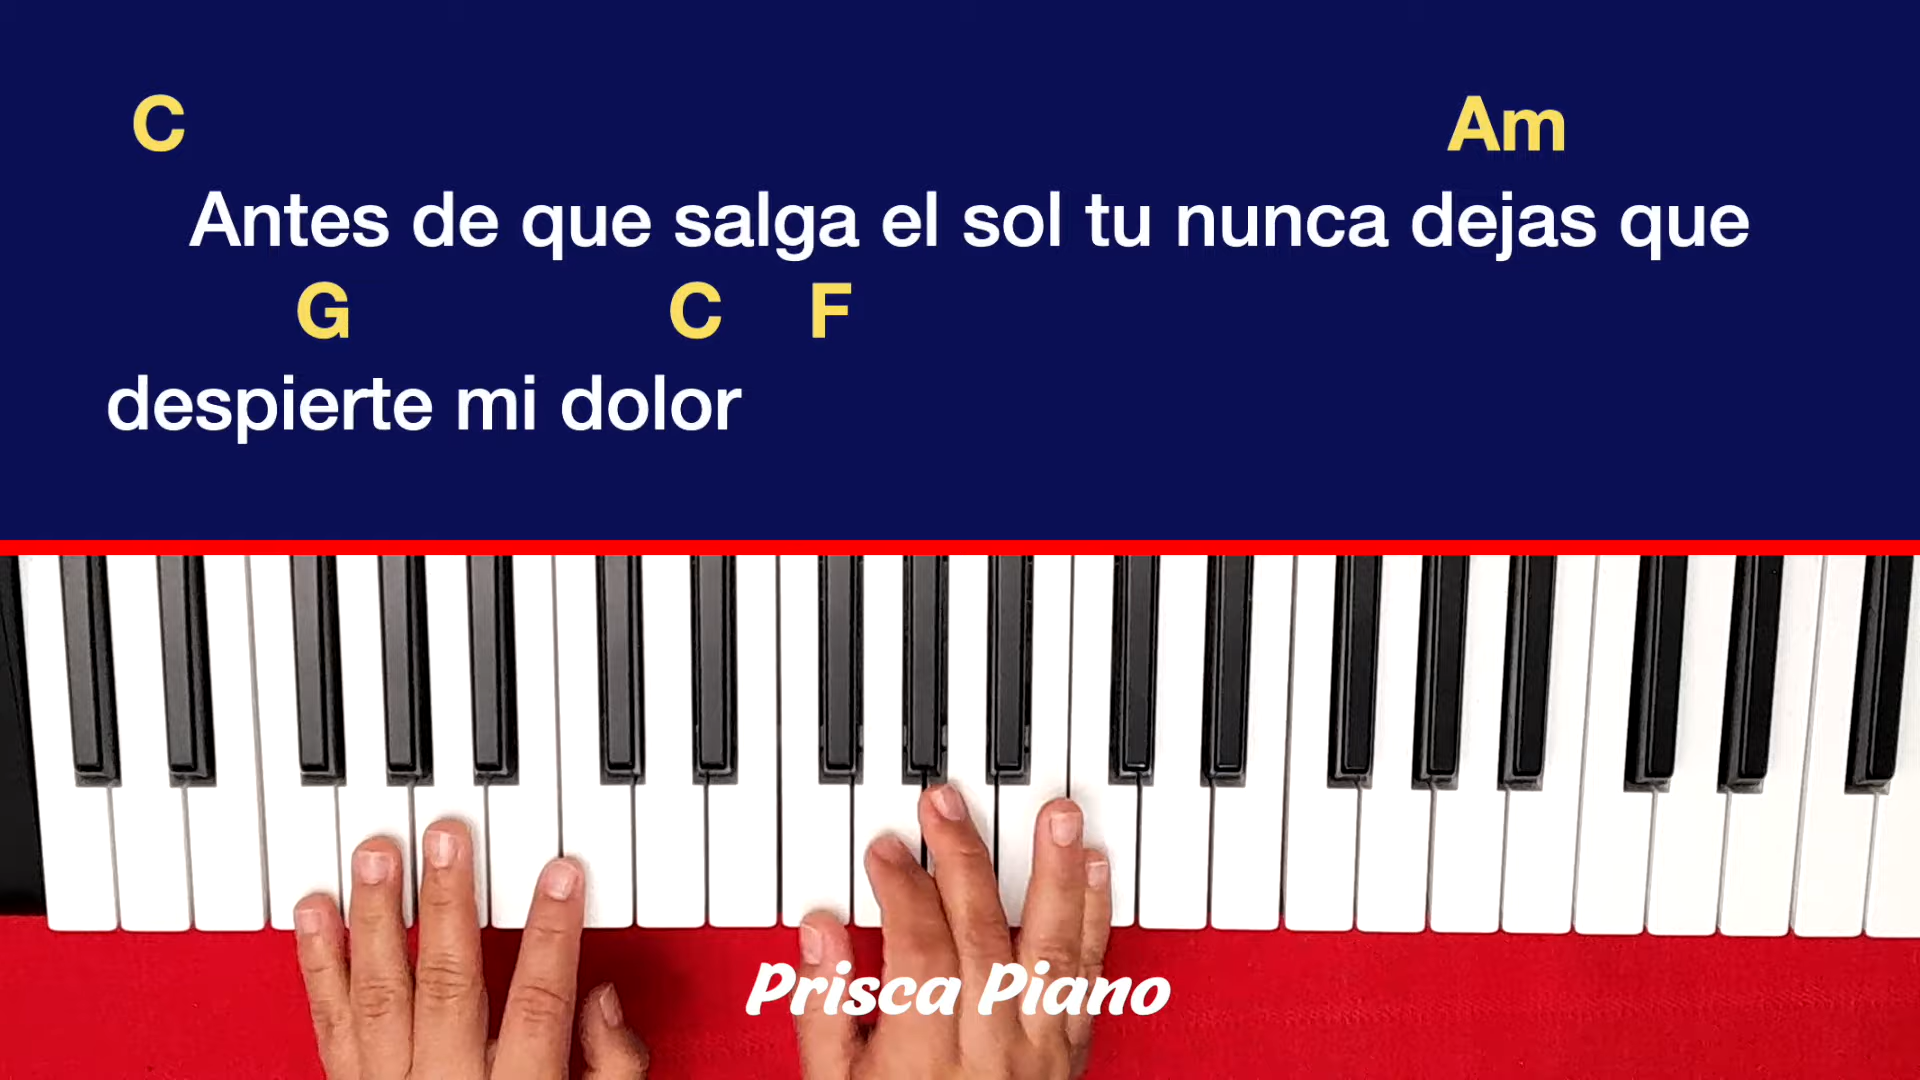 C Am
Antes de que salga el sol tu nunca dejas que
G C F
despierte mi dolor
Prisca Piano